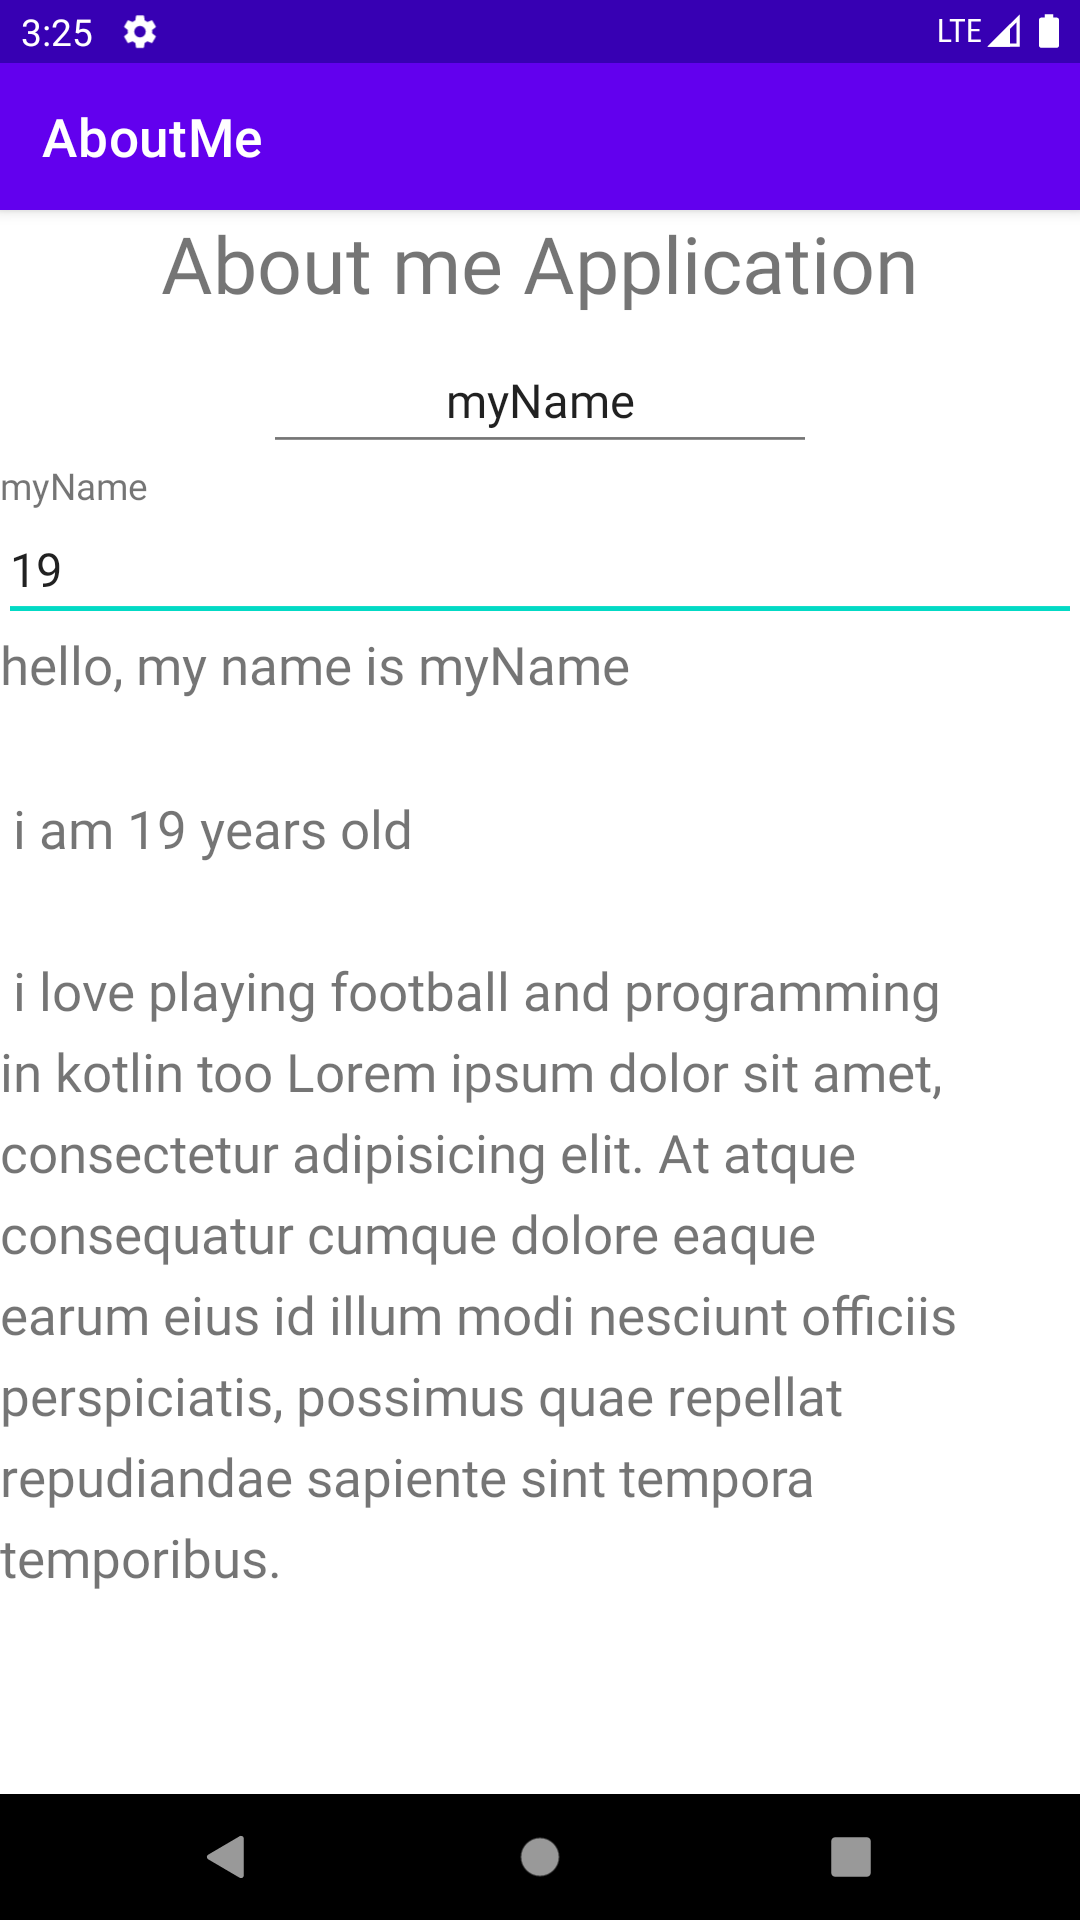 3:25 LTE
AboutMe
About me Application
myName
myName
19
hello, my name is myName
i am 19 years old
i love playing football and programming
in kotlin too Lorem ipsum dolor sit amet,
consectetur adipisicing elit. At atque
consequatur cumque dolore eaque
earum eius id illum modi nesciunt officiis
perspiciatis, possimus quae repellat
repudiandae sapiente sint tempora
temporibus.